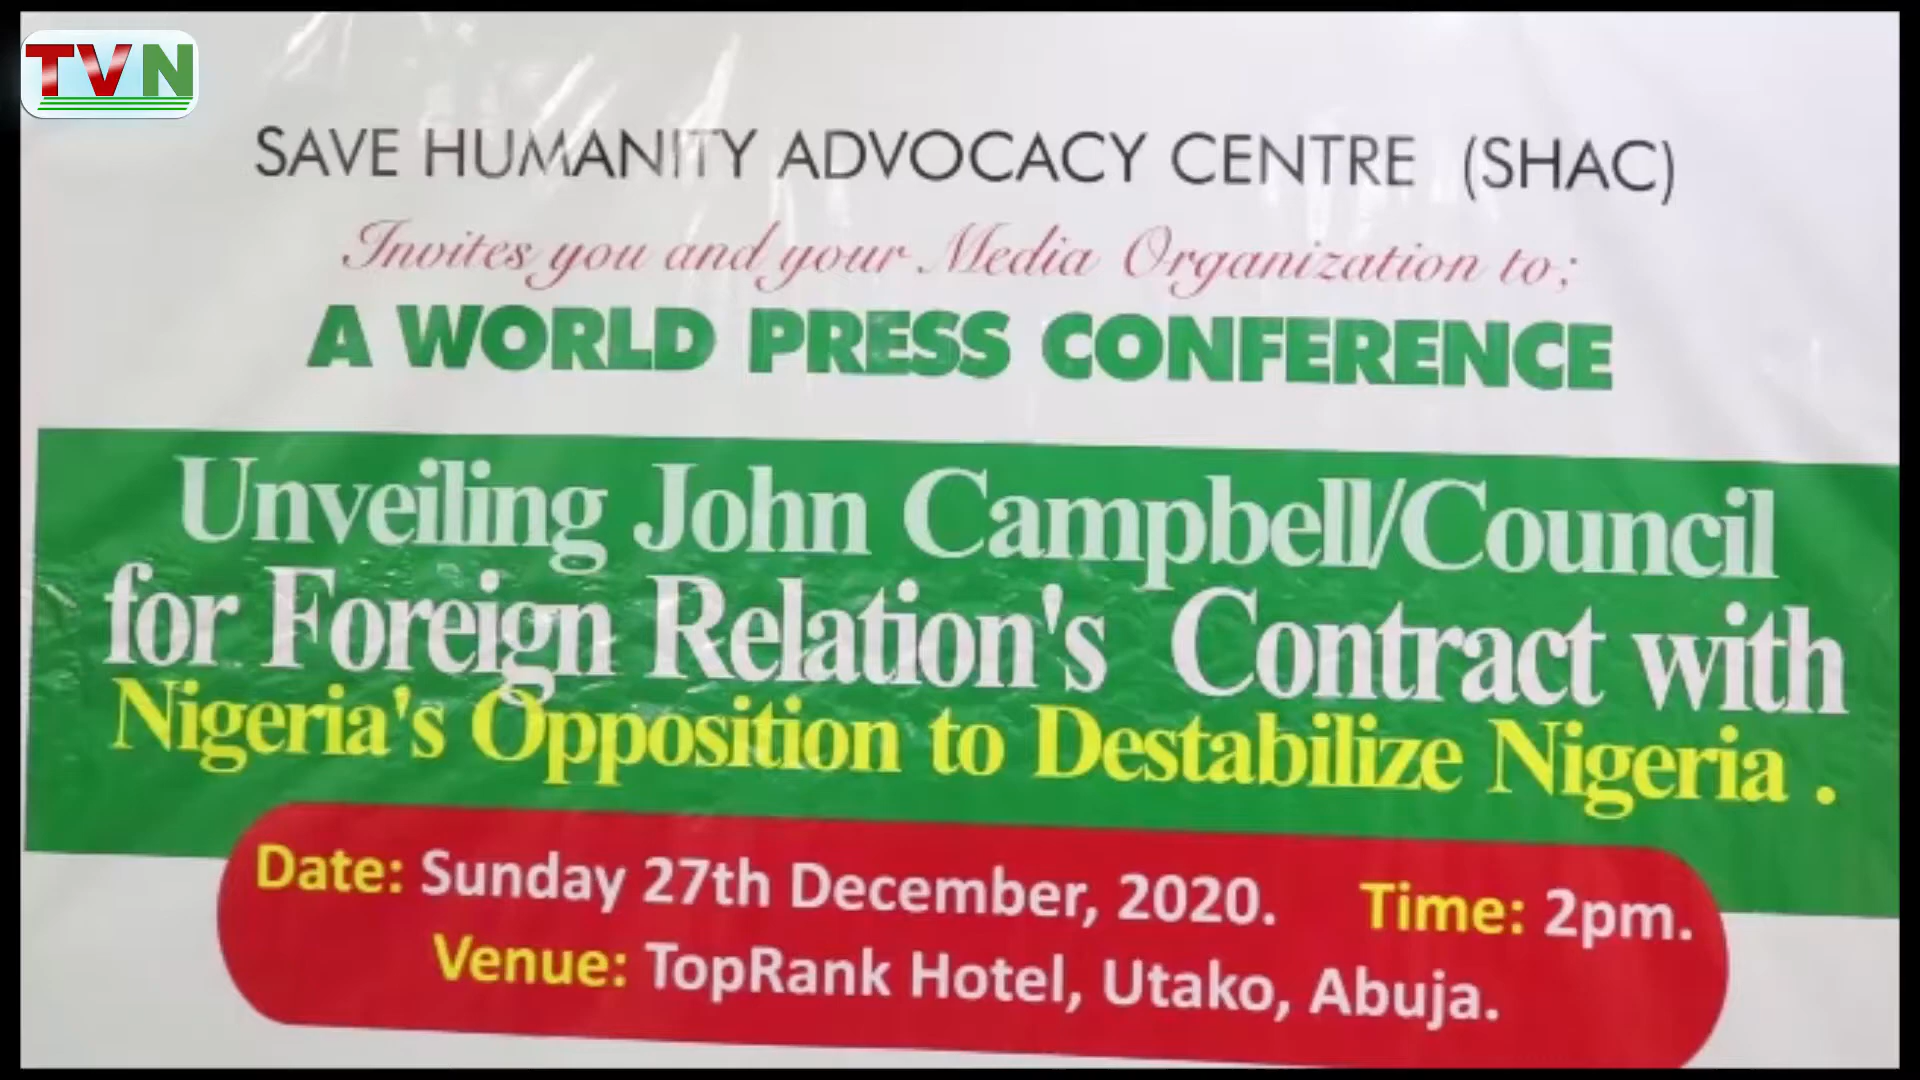 TVN
SAVE HUMANITY ADVOCACY CENTRE (SHAC)
Invites you and your Media Organization to;
A WORLD PRESS CONFERENCE
Unveiling John Campbell/Council
for Foreign Relation's Contract with
Nigeria's Opposition to Destabilize Nigeria .
Date: Sunday 27th December, 2020. Time: 2pm.
Venue: TopRank Hotel, Utako, Abuja.